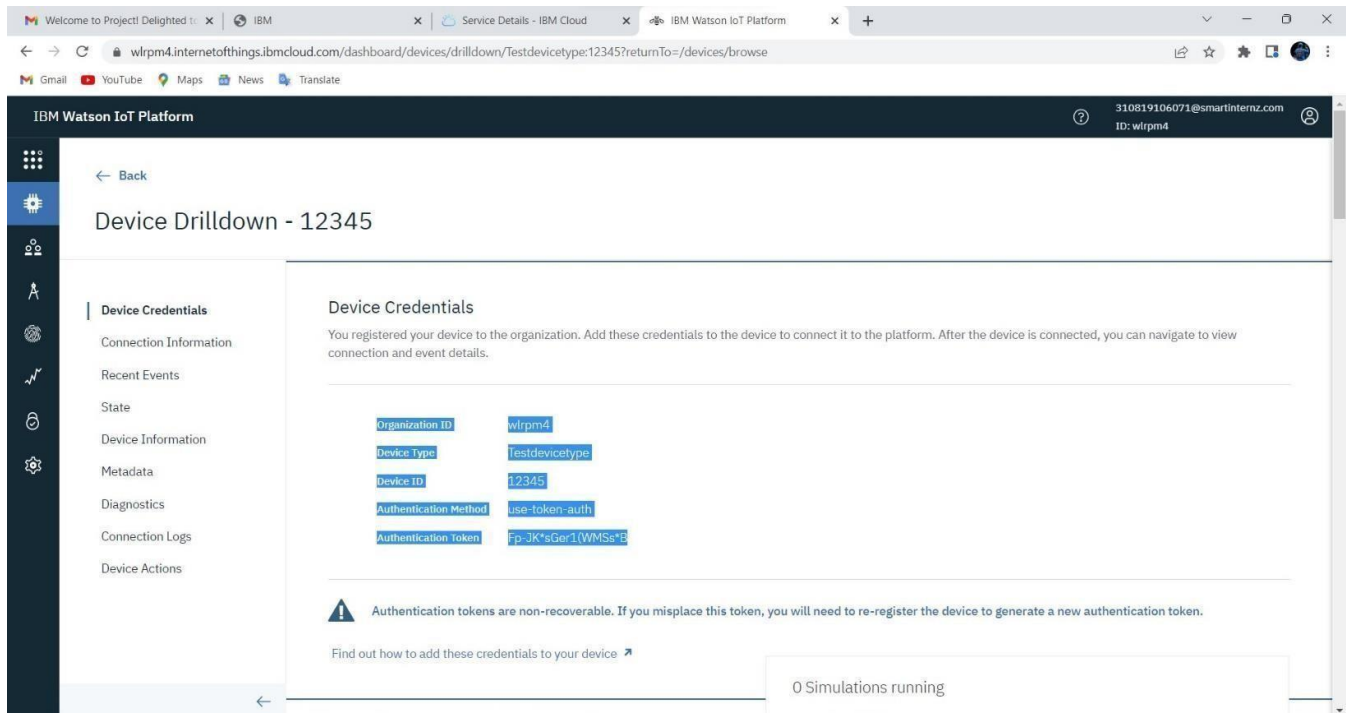 Welcome to Project! Delighted to
IBM
Service Details - IBM Cloud
IBM Watson IoT Platform
wlrpm4.internetofthings.ibmcloud.com/dashboard/devices/drilldown/Testdevicetype:12345?returnTo=/devices/browse
Gmail YouTube Maps News Translate
IBM Watson IoT Platform
310819106071@smartinternz.com
ID: wlrpm4
← Back
Device Drilldown - 12345
Device Credentials
Connection Information
Recent Events
State
Device Information
Metadata
Diagnostics
Connection Logs
Device Actions
Device Credentials
You registered your device to the organization. Add these credentials to the device to connect it to the platform. After the device is connected, you can navigate to view
connection and event details.
Organization ID wlrpm4
Device Type Testdevicetype
Device ID 12345
Authentication Method use-token-auth
Authentication Token Fp-JK*sGer1(WMSs*B
Authentication tokens are non-recoverable. If you misplace this token, you will need to re-register the device to generate a new authentication token.
Find out how to add these credentials to your device
0 Simulations running